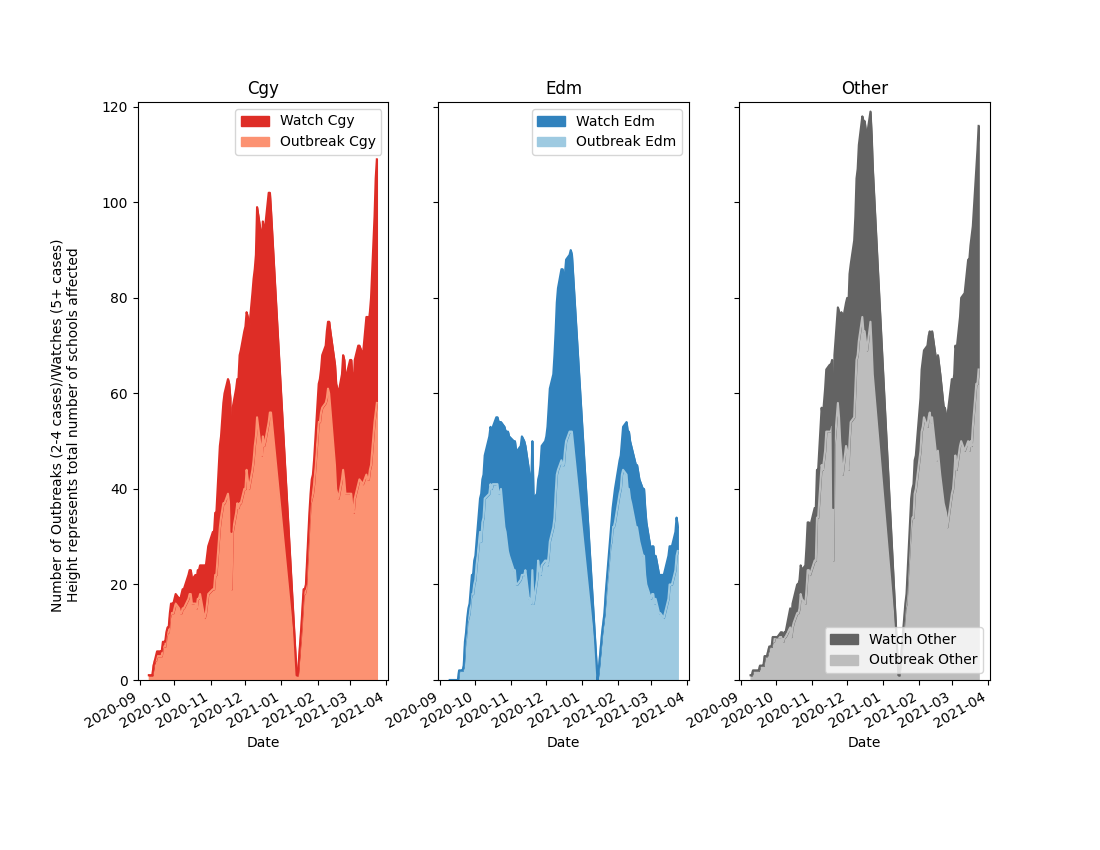 Cgy
Edm
Other
Number of Outbreaks (2-4 cases)/Watches (5+ cases)
Height represents total number of schools affected
120
100
80
60
40
20
0
Watch Cgy
Outbreak Cgy
Watch Edm
Outbreak Edm
Watch Other
Outbreak Other
2020-09
2020-10
2020-11
2020-12
2021-01
2021-02
2021-03
2021-04
2020-09
2020-10
2020-11
2020-12
2021-01
2021-02
2021-03
2021-04
2020-09
2020-10
2020-11
2020-12
2021-01
2021-02
2021-03
2021-04
Date
Date
Date